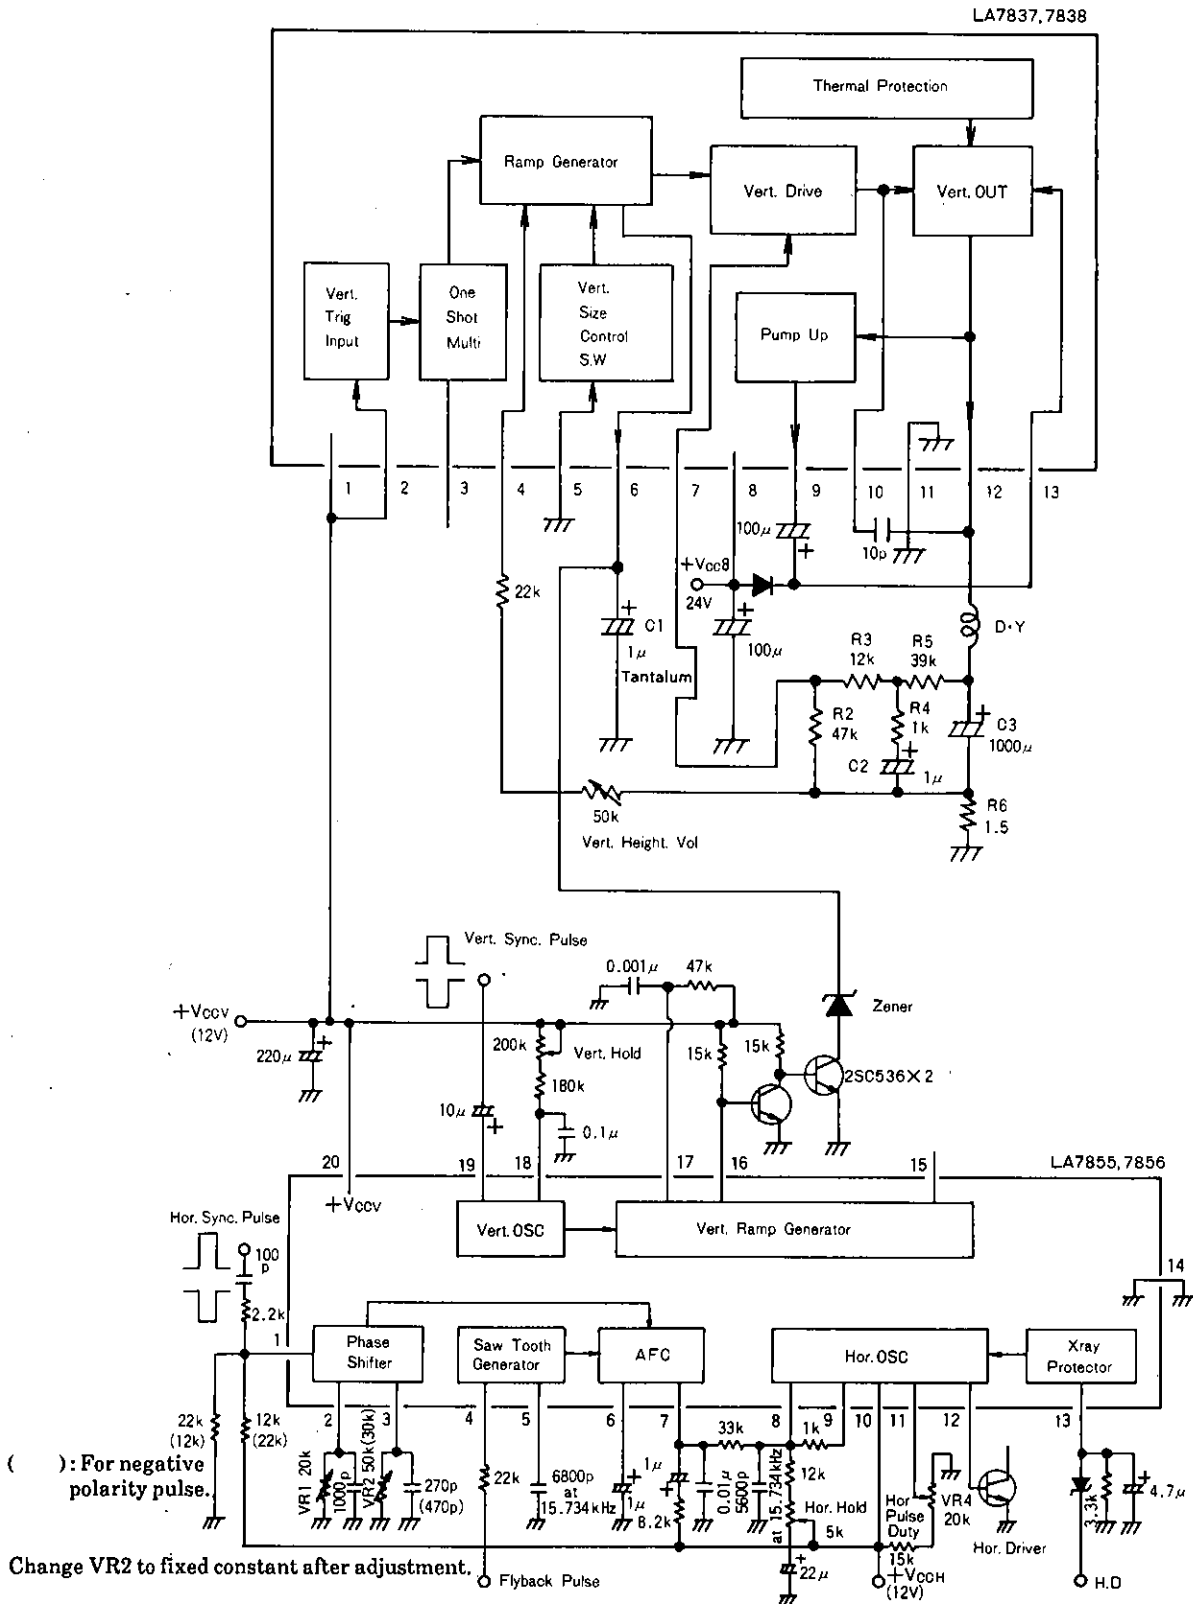 LA7837,7838
Thermal Protection
Ramp Generator
Vert. Drive
Vert. OUT
Vert.
Trig
Input
One
Shot
Multi
Vert.
Size
Control
S.W
Pump Up
1 2 3 4 5 6 7 8 9 10 11 12 13
100μ
+
10p
+Vcc8
24V
22k
+
C1
1μ
Tantalum
+
100μ
D·Y
R3
12k
R5
39k
R2
47k
R4
1k
+
C2
1μ
+
C3
1000μ
50k
R6
1.5
Vert. Height. Vol
Vert. Sync. Pulse
0.001μ
47k
Zener
+VCCV
(12V)
220μ
+
200k
Vert. Hold
180k
15k
15k
2SC536×2
10μ
+
0.1μ
20 19 18 17 16 15
LA7855,7856
+VCCV
Vert. OSC
Vert. Ramp Generator
Hor. Sync. Pulse
100
p
2.2k
14
1
Phase
Shifter
Saw Tooth
Generator
AFC
Hor. OSC
Xray
Protector
2 3 4 5 6 7 8 9 10 11 12 13
22k
(12k)
12k
(22k)
VR1 20k
1000p
VR2 50k(30k)
270p
(470p)
22k
6800p
at
15.734kHz
+
1μ
1μ
+
8.2k
33k
0.01μ
5600p
at 15.734kHz
1k
12k
Hor. Hold
5k
+
22μ
Hor
Pulse
Duty
15k
VR4
20k
Hor. Driver
3.3k
+
4.7μ
( ): For negative
polarity pulse.
Change VR2 to fixed constant after adjustment.
Flyback Pulse
+VCCH
(12V)
H.D